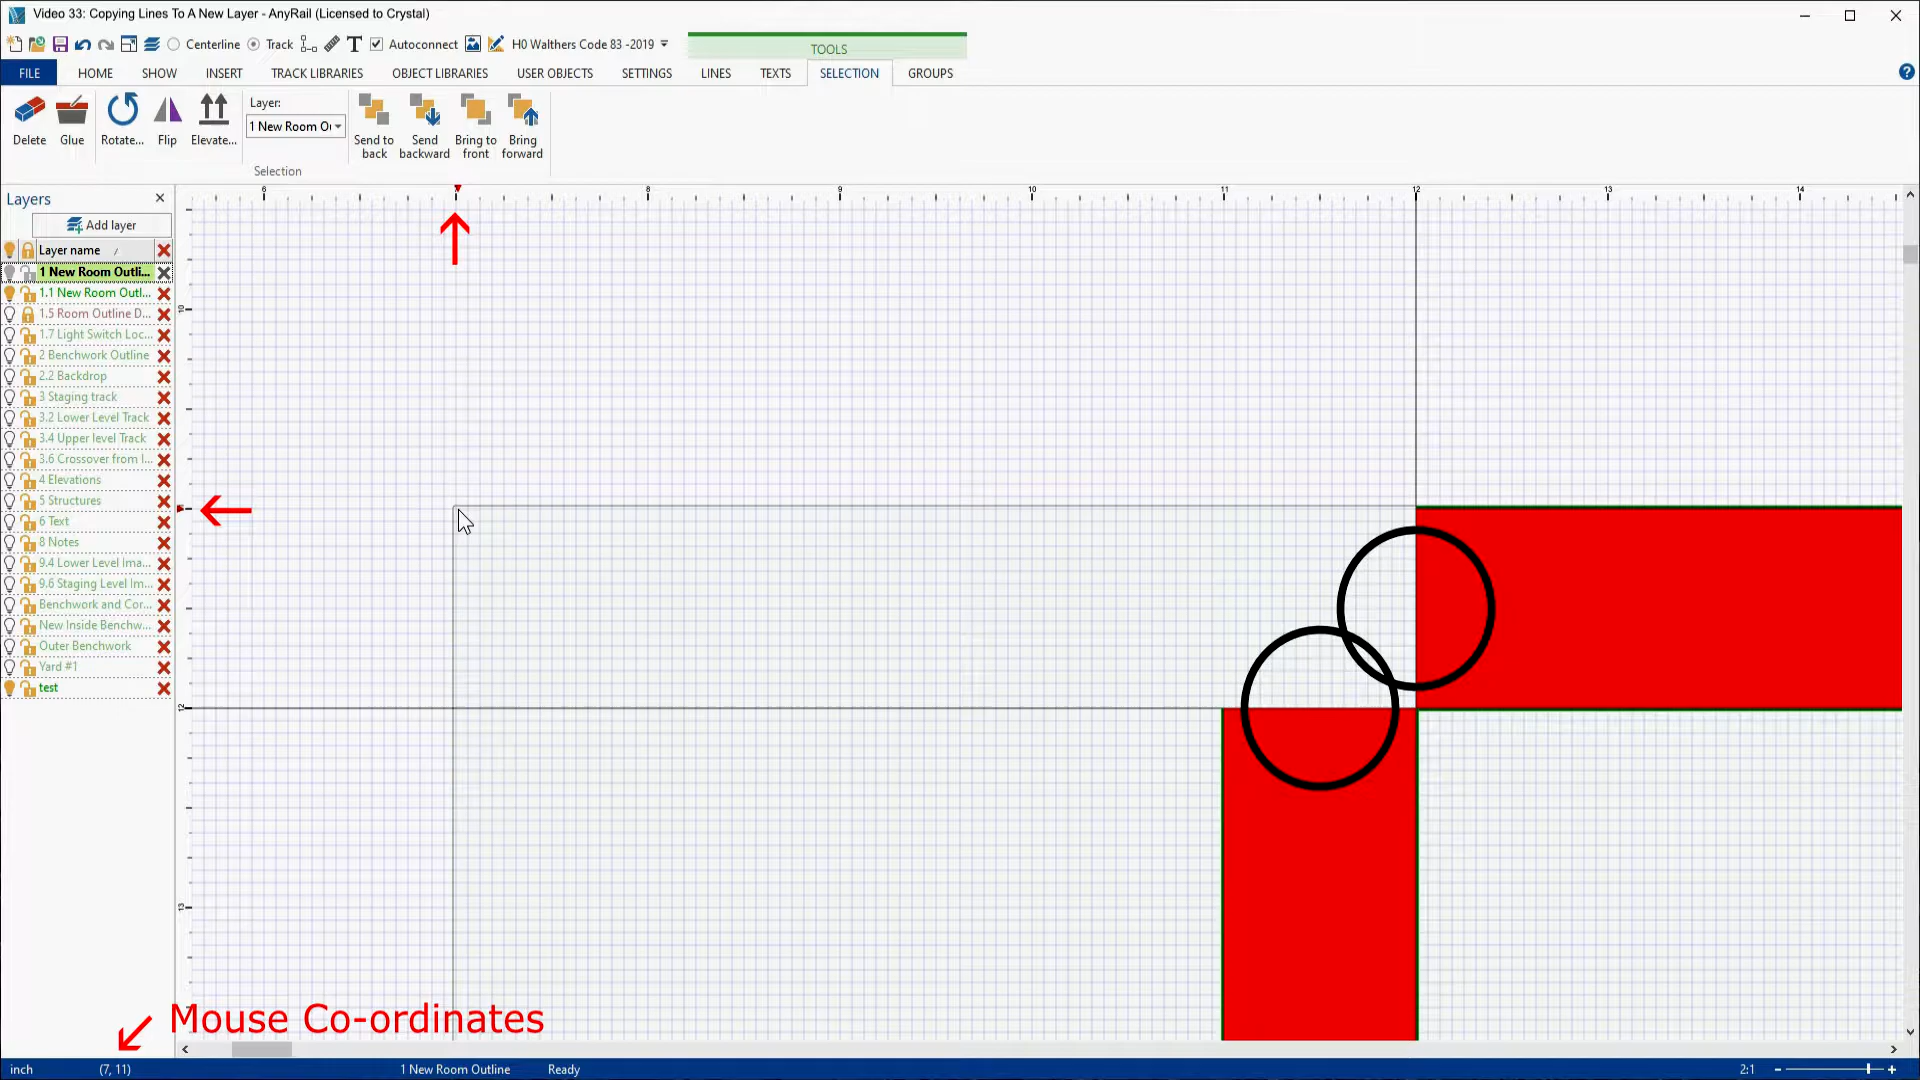 Video 33: Copying Lines To A New Layer - AnyRail (Licensed to Crystal)
Centerline Track Autoconnect H0 Walthers Code 83 -2019
TOOLS
FILE HOME SHOW INSERT TRACK LIBRARIES OBJECT LIBRARIES USER OBJECTS SETTINGS LINES TEXTS SELECTION GROUPS
Layer:
1 New Room O
Delete Glue Rotate... Flip Elevate...
Send to back
Send backward
Bring to front
Bring forward
Selection
6 7 8 9 10 11 12 13 14
Layers
Add layer
Layer name
1 New Room Outli...
1.1 New Room Outl...
1.5 Room Outline D...
1.7 Light Switch Loc...
2 Benchwork Outline
2.2 Backdrop
3 Staging track
3.2 Lower Level Track
3.4 Upper level Track
3.6 Crossover from l...
4 Elevations
5 Structures
6 Text
8 Notes
9.4 Lower Level Ima...
9.6 Staging Level Im...
Benchwork and Cor...
New Inside Benchw...
Outer Benchwork
Yard #1
test
10
12
13
Mouse Co-ordinates
inch (7, 11) 1 New Room Outline Ready 2:1